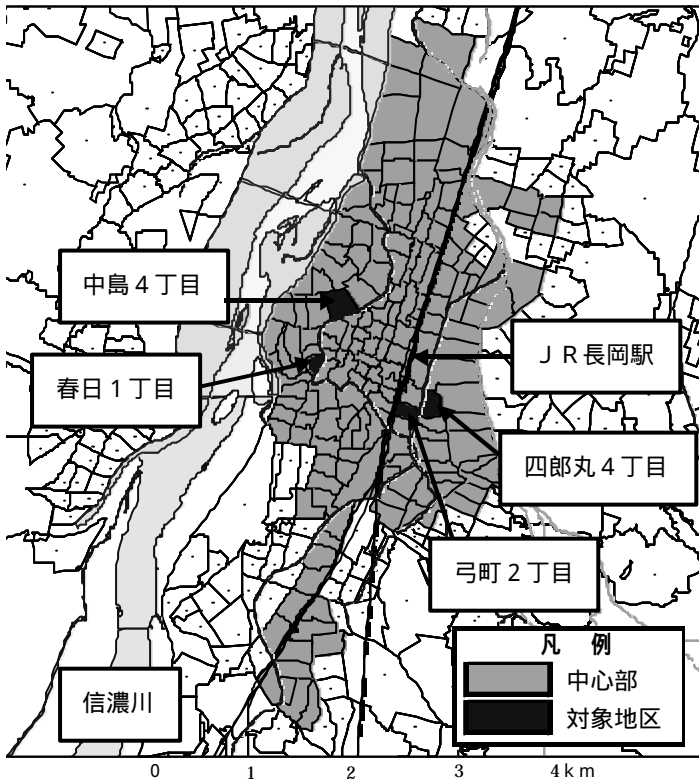 中島４丁目
春日１丁目
ＪＲ長岡駅
四郎丸４丁目
弓町２丁目
信濃川
凡 例
中心部
対象地区
0 1 2 3 4km